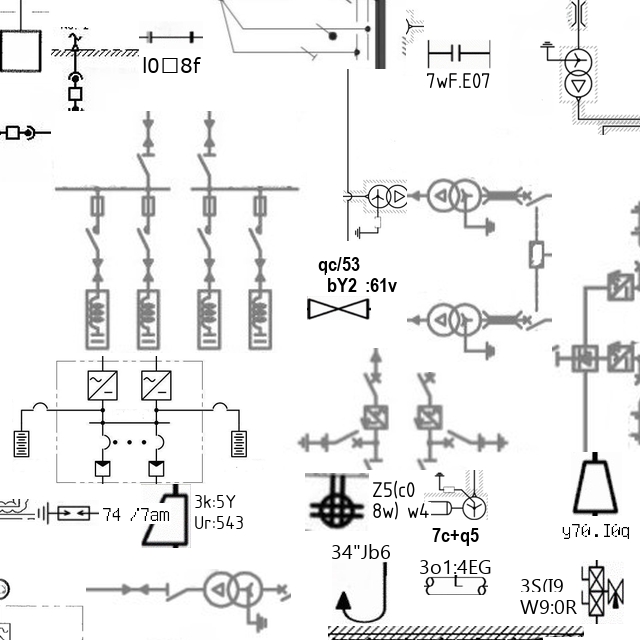 l0□8f
7wF.E07
qc/53
bY2 :61v
Z5(c0
8w) w4
74 /7am
3k:5Y
Ur:543
7c+q5
y70.I0q
34"Jb6
3o1:4EG
3S(I9
W9:0R